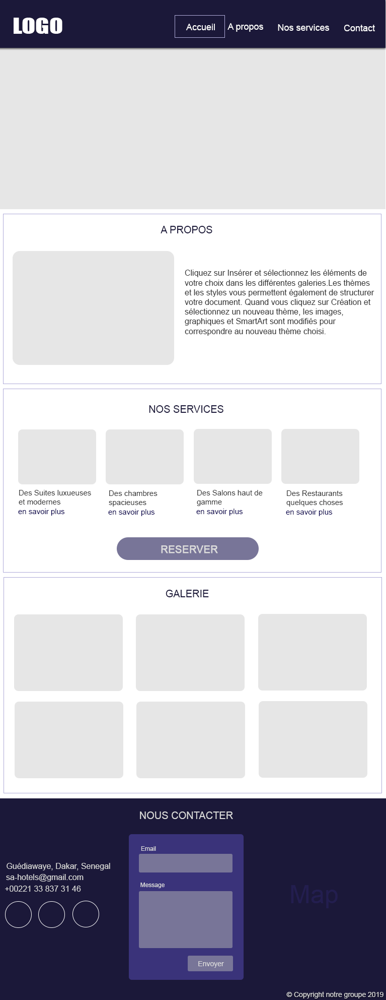 LOGO
Accueil
A propos
Nos services
Contact
A PROPOS
Cliquez sur Insérer et sélectionnez les éléments de
votre choix dans les différentes galeries.Les thèmes
et les styles vous permettent également de structurer
votre document. Quand vous cliquez sur Création et
sélectionnez un nouveau thème, les images,
graphiques et SmartArt sont modifiés pour
correspondre au nouveau thème choisi.
NOS SERVICES
Des Suites luxueuses
et modernes
en savoir plus
Des chambres
spacieuses
en savoir plus
Des Salons haut de
gamme
en savoir plus
Des Restaurants
quelques choses
en savoir plus
RESERVER
GALERIE
NOUS CONTACTER
Guédiawaye, Dakar, Senegal
sa-hotels@gmail.com
+00221 33 837 31 46
Email
Message
Envoyer
Map
© Copyright notre groupe 2019